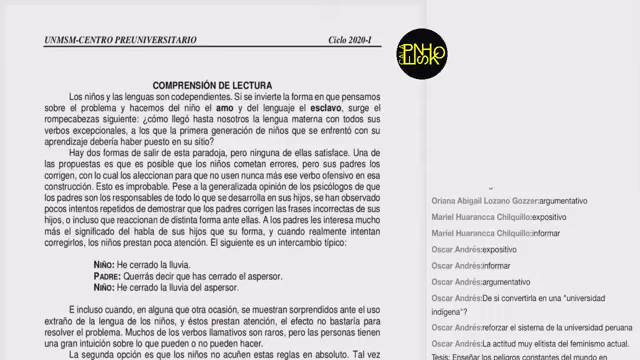 UNMSM-CENTRO PREUNIVERSITARIO Ciclo 2020-I
COMPRENSIÓN DE LECTURA
Los niños y las lenguas son codependientes. Si se invierte la forma en que pensamos
sobre el problema y hacemos del niño el amo y del lenguaje el esclavo, surge el
rompecabezas siguiente: ¿cómo llegó hasta nosotros la lengua materna con todos sus
verbos excepcionales, a los que la primera generación de niños que se enfrentó con su
aprendizaje debería haber puesto en su sitio?
Hay dos formas de salir de esta paradoja, pero ninguna de ellas satisface. Una de
las propuestas es que es posible que los niños cometan errores, pero sus padres los
corrigen, con lo cual los aleccionan para que no usen nunca más ese verbo ofensivo en esa
construcción. Esto es improbable. Pese a la generalizada opinión de los psicólogos de que
los padres son los responsables de todo lo que se desarrolla en sus hijos, se han observado
pocos intentos repetidos de demostrar que los padres corrigen las frases incorrectas de sus
hijos, o incluso que reaccionan de distinta forma ante ellas. A los padres les interesa mucho
más el significado del habla de sus hijos que su forma, y cuando realmente intentan
corregirlos, los niños prestan poca atención. El siguiente es un intercambio típico:
NIÑO: He cerrado la lluvia.
PADRE: Querrás decir que has cerrado el aspersor.
NIÑO: He cerrado la lluvia del aspersor.
E incluso cuando, en alguna que otra ocasión, se muestran sorprendidos ante el uso
extraño de la lengua de los niños, y éstos prestan atención, el efecto no bastaría para
resolver el problema. Muchos de los verbos llamativos son raros, pero las personas tienen
una gran intuición sobre lo que pueden o no pueden hacer.
La segunda opción es que los niños no acuñen estas reglas en absoluto. Tal vez
Oriana Abigail Lozano Gozzer:argumentativo
Mariel Huarancca Chilquillo:expositivo
Mariel Huarancca Chilquillo:informar
Oscar Andrés:expositivo
Oscar Andrés:informar
Oscar Andrés:argumentativo
Oscar Andrés:De si convertirla en una "universidad
indígena"?
Oscar Andrés:reforzar el sistema de la universidad peruana
Oscar Andrés:La actitud muy elitista del feminismo actual.
Tesis: Enseñar los peligros constantes del mundo en